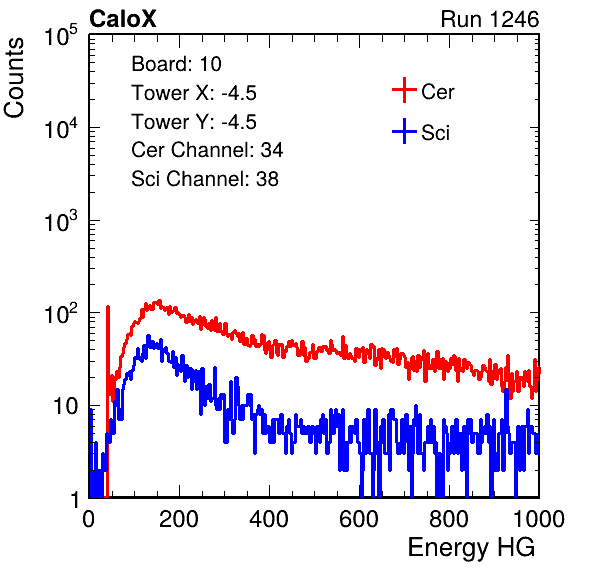 CaloX Run 1246
Counts
Board: 10
Tower X: -4.5
Tower Y: -4.5
Cer Channel: 34
Sci Channel: 38
Cer
Sci
10^5
10^4
10^3
10^2
10
1
0 200 400 600 800 1000
Energy HG